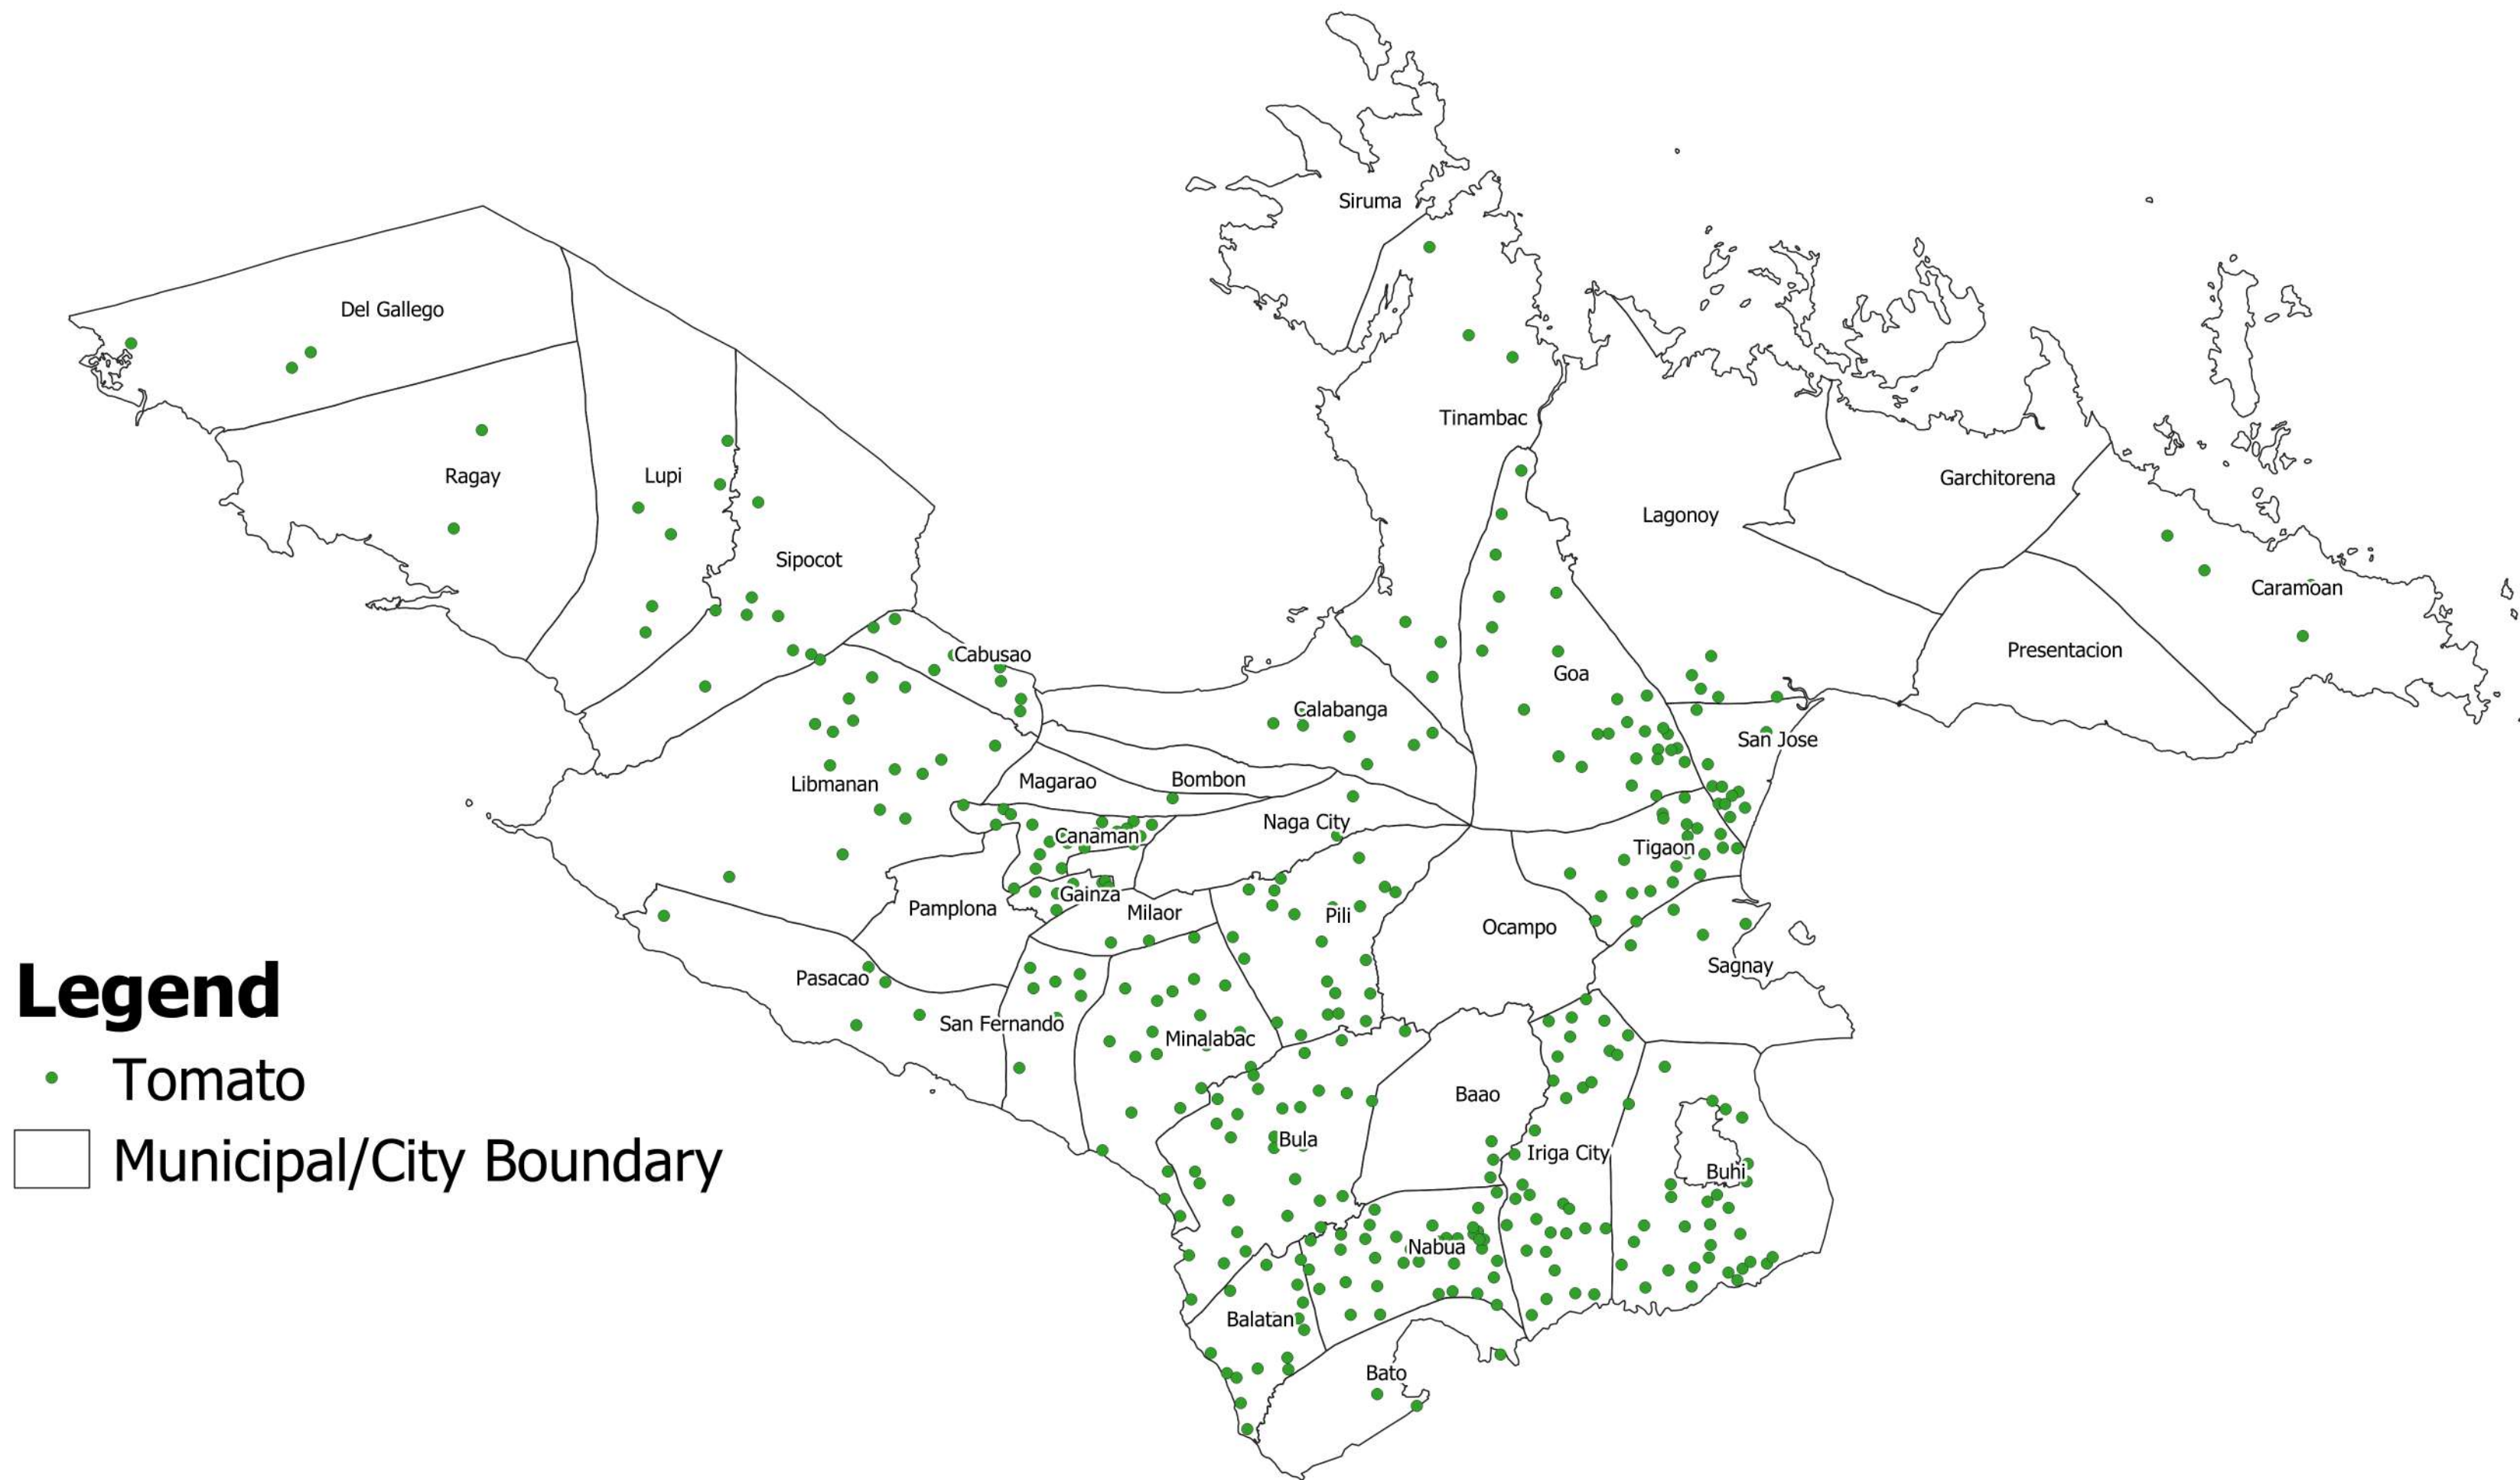 Siruma
Del Gallego
Tinambac
Ragay
Lupi
Garchitorena
Lagonoy
Sipocot
Caramoan
Cabusao
Presentacion
Goa
Calabanga
San Jose
Libmanan
Magarao
Bombon
Naga City
Canaman
Tigaon
Gainza
Pamplona
Milaor
Pili
Ocampo
Pasacao
Sagnay
Legend
San Fernando
Minalabac
Tomato
Baao
Bula
Iriga City
Municipal/City Boundary
Buhi
Nabua
Balatan
Bato